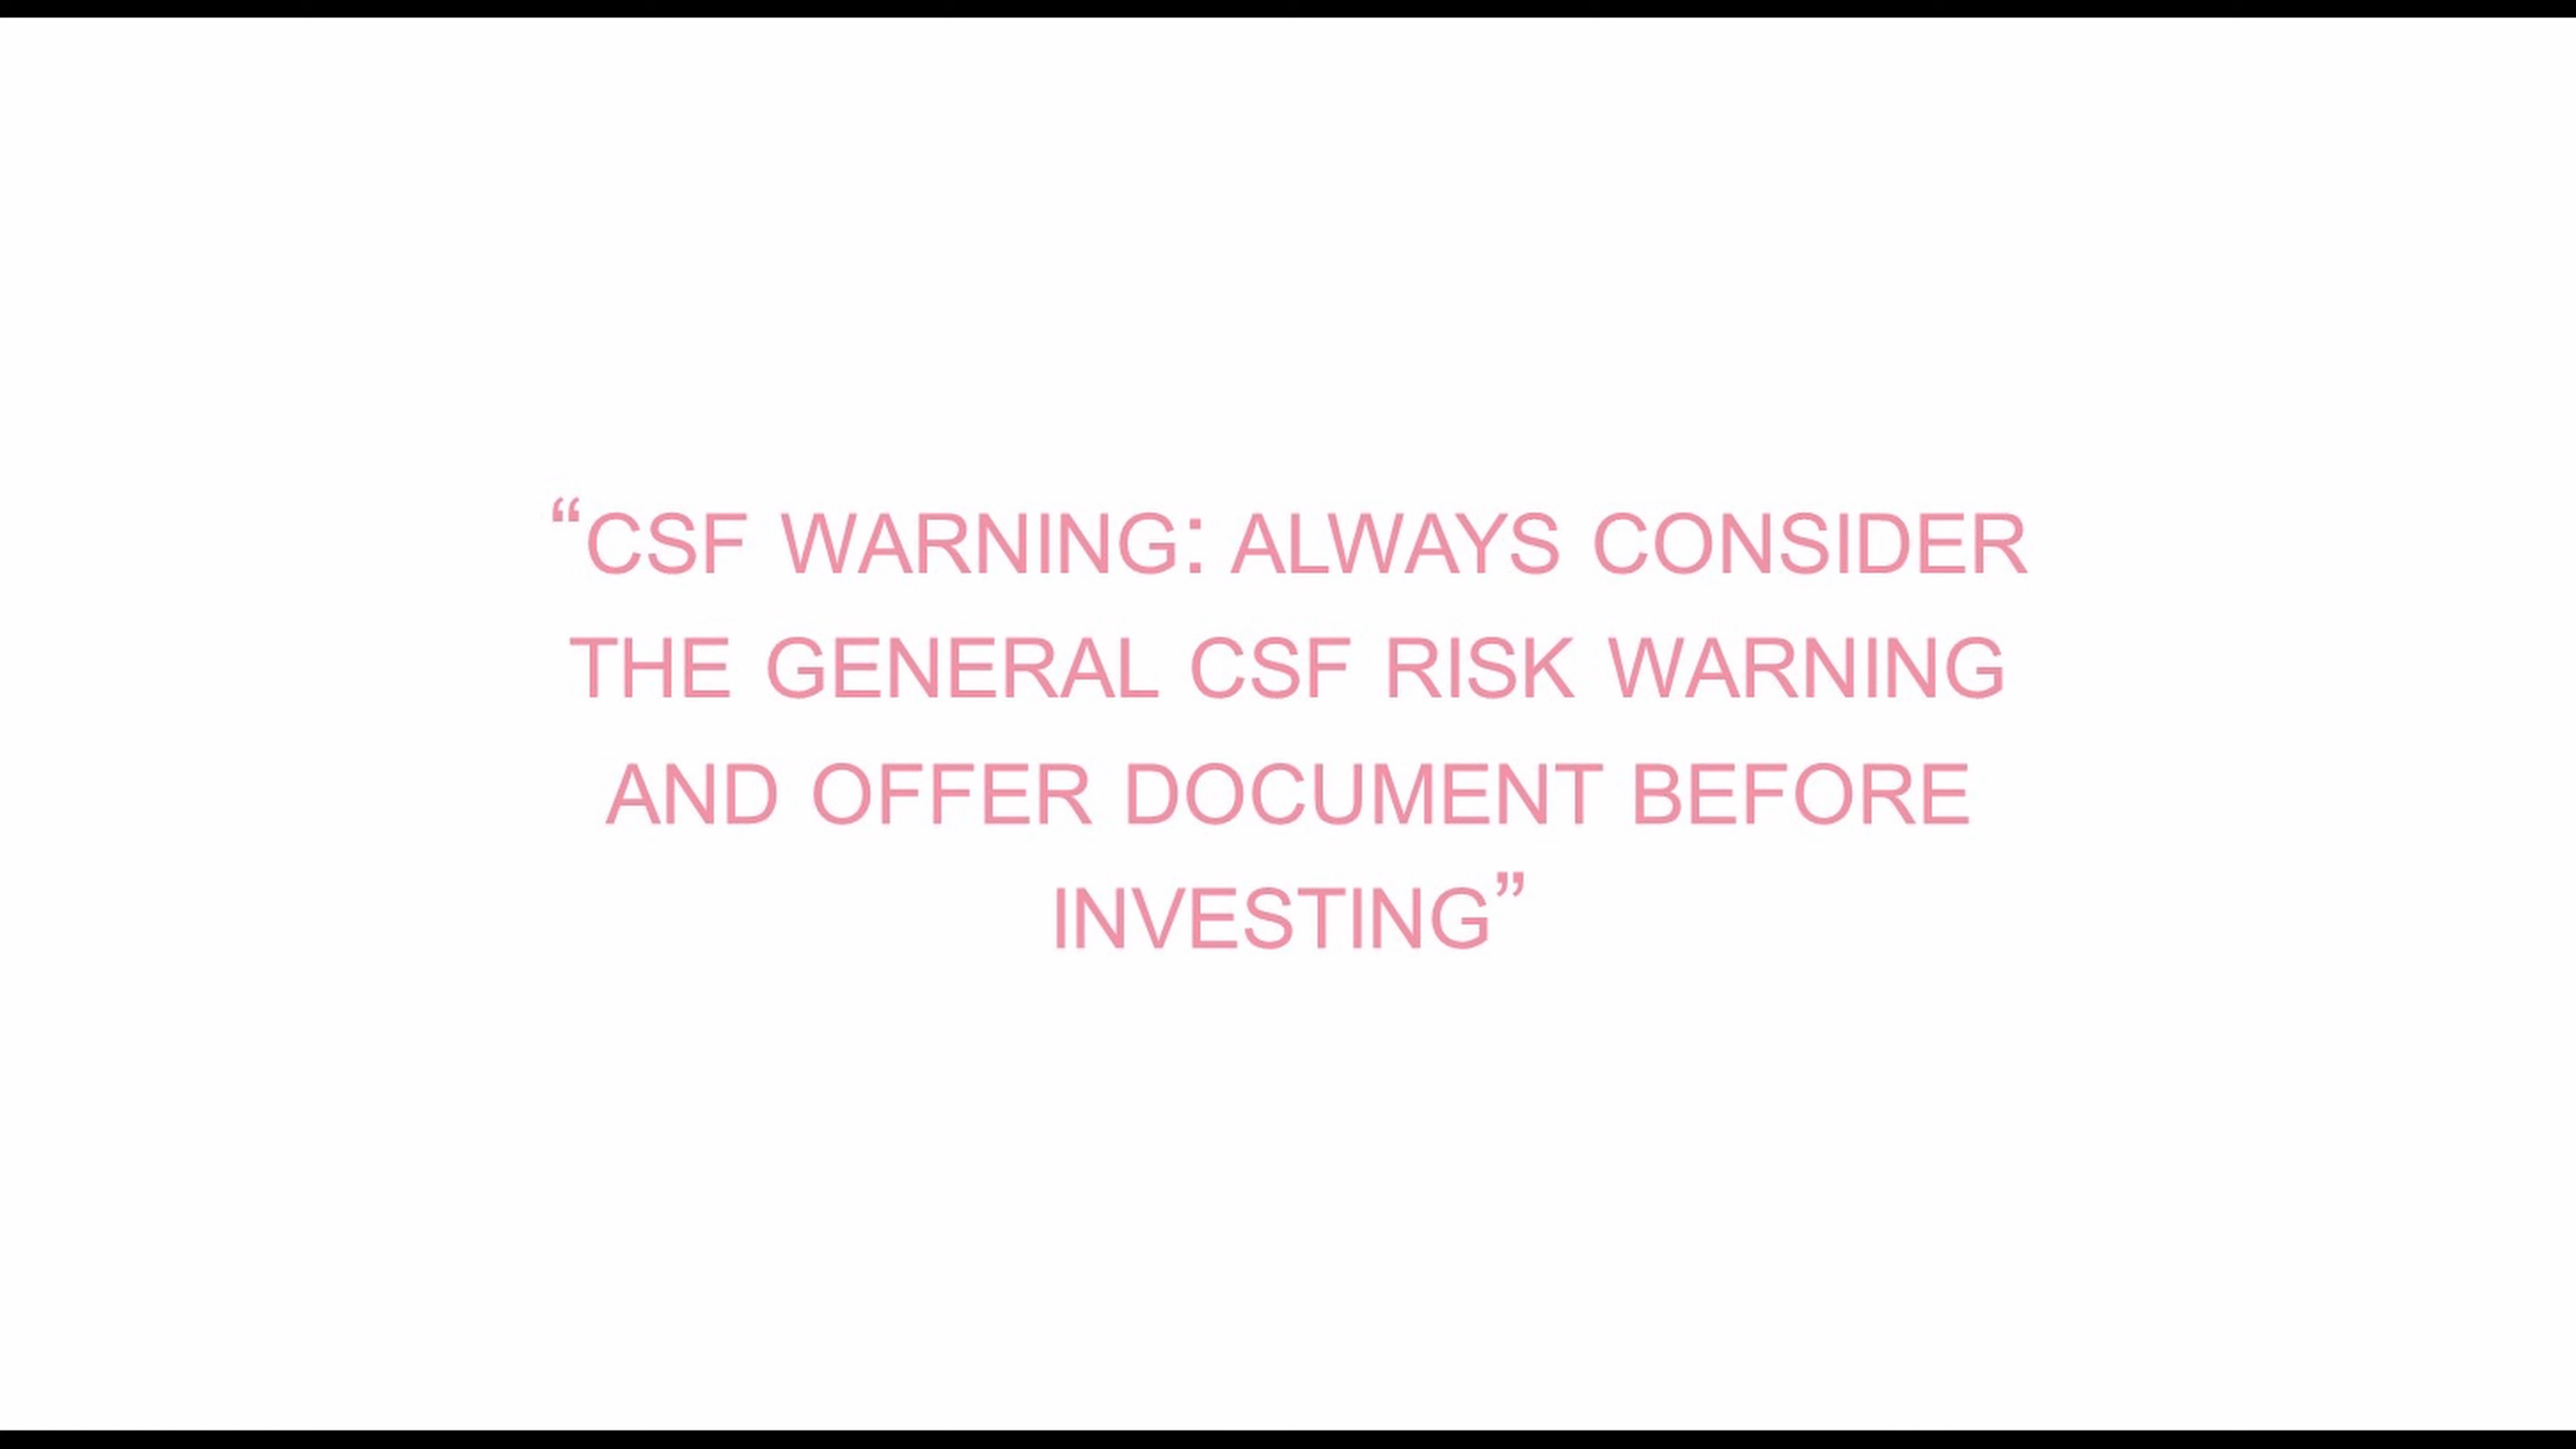 “CSF WARNING: ALWAYS CONSIDER
THE GENERAL CSF RISK WARNING
AND OFFER DOCUMENT BEFORE
INVESTING”